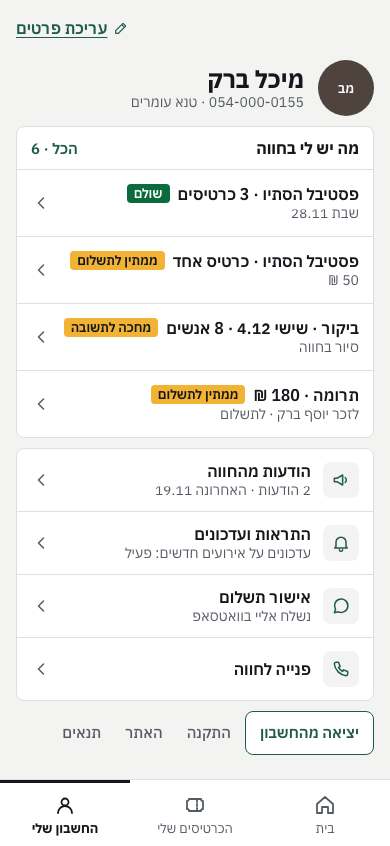 עריכת פרטים
מב
מיכל ברק
054-000-0155 · טנא עומרים
מה יש לי בחווה
הכל · 6
פסטיבל הסתיו · 3 כרטיסים שולם
שבת 28.11
פסטיבל הסתיו · כרטיס אחד ממתין לתשלום
50 ₪
ביקור · שישי 4.12 · 8 אנשים מחכה לתשובה
סיור בחווה
תרומה · 180 ₪ ממתין לתשלום
לזכר יוסף ברק · לתשלום
הודעות מהחווה
2 הודעות · האחרונה 19.11
התראות ועדכונים
עדכונים על אירועים חדשים: פעיל
אישור תשלום
נשלח אליי בוואטסאפ
פנייה לחווה
יציאה מהחשבון
התקנה
האתר
תנאים
בית
הכרטיסים שלי
החשבון שלי